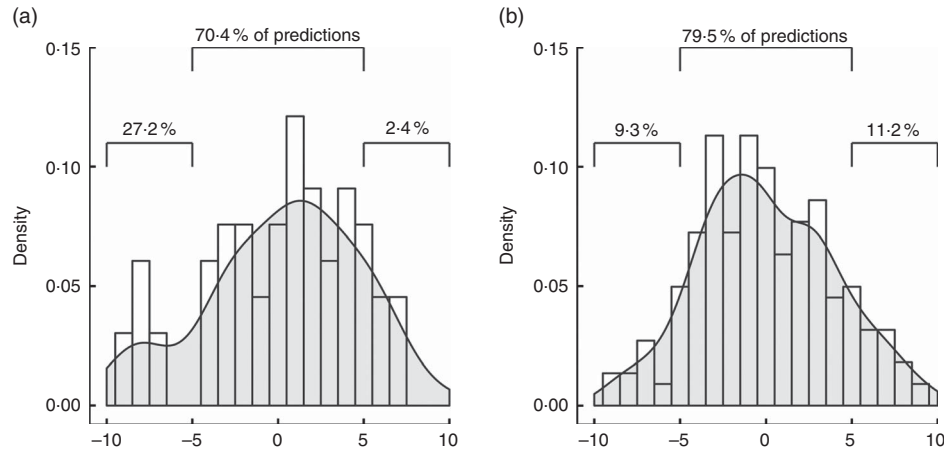 (a)
70·4 % of predictions
0·15
27·2 %
2·4 %
0·10
Density
0·05
0·00
–10 –5 0 5 10
(b)
79·5 % of predictions
0·15
9·3 %
11·2 %
0·10
Density
0·05
0·00
–10 –5 0 5 10